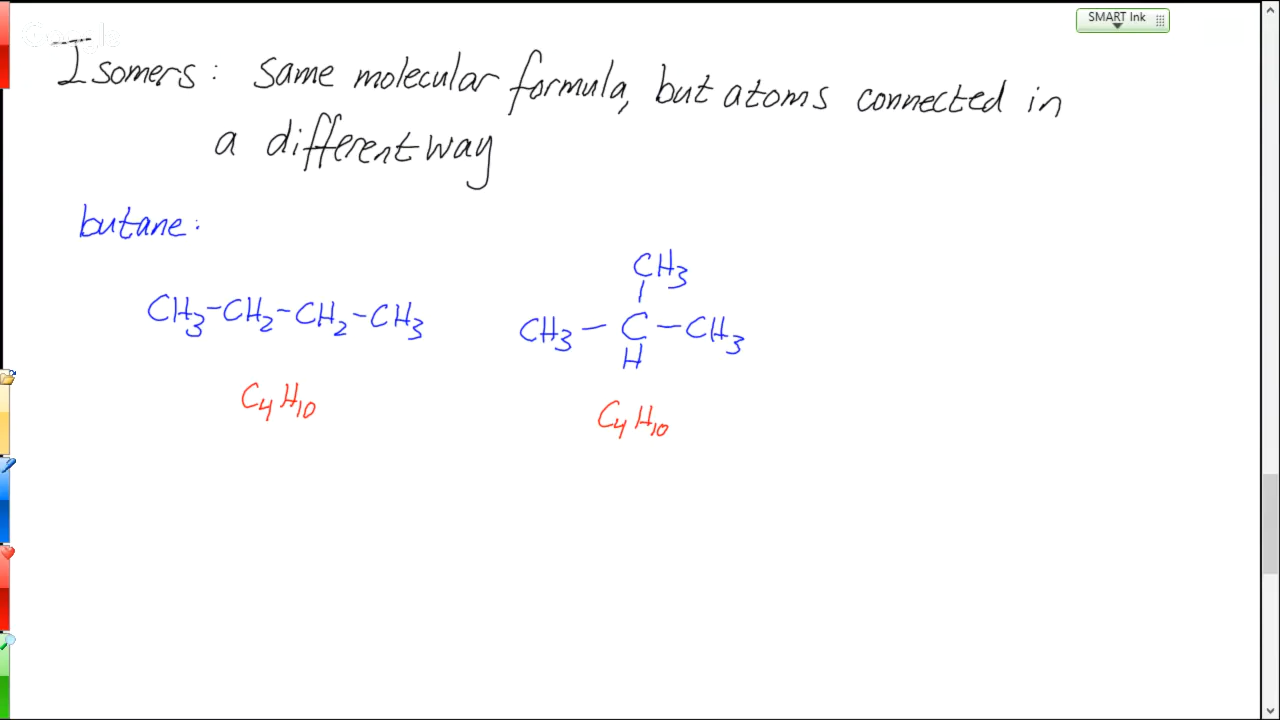 Google
SMART Ink
Isomers: same molecular formula, but atoms connected in
a different way
butane:
CH3
CH3-CH2-CH2-CH3
CH3 - C - CH3
H
C4H10
C4H10